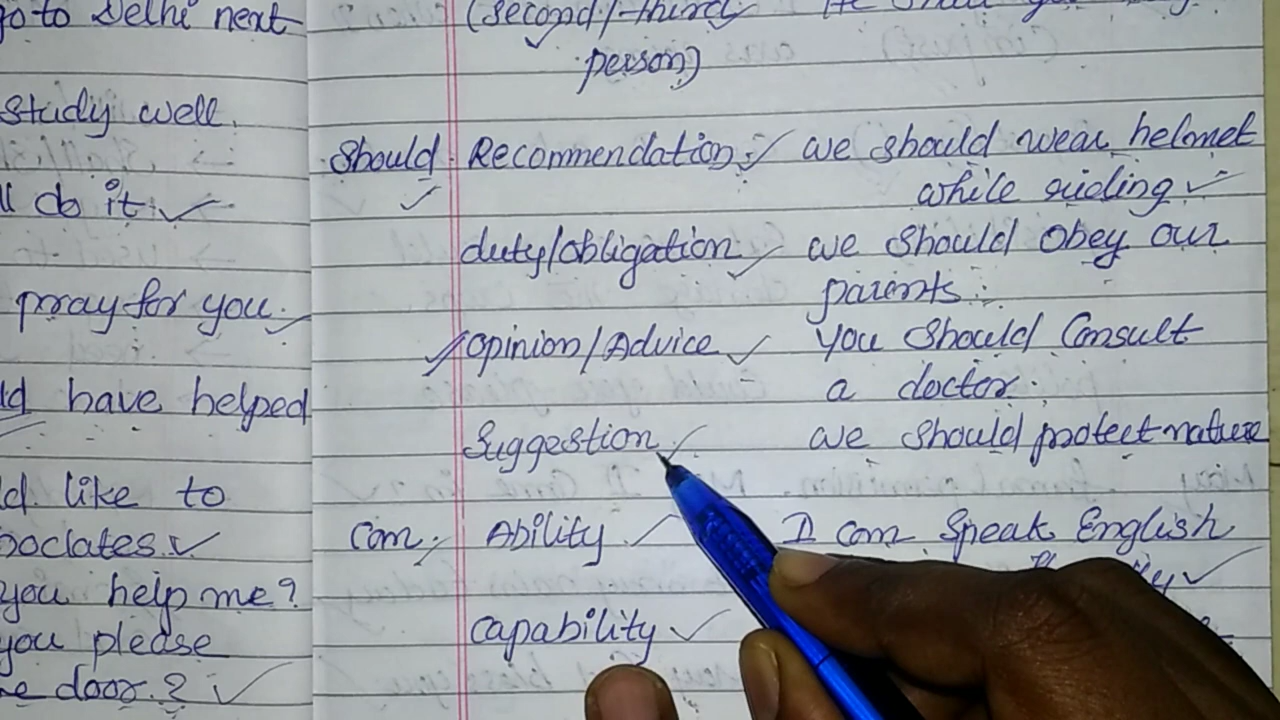 go to Delhi next
study well.
ll do it.
pray for you.
ld have helped
ld like to
ocolates.
you help me?
you please
e door.?
(second/third
person)
Should. Recommendation: we should wear helmet
while riding
duty/obligation we should obey our
parents.
opinion/Advice you should Consult
a doctor.
Suggestion we should protect nature
Can, Ability I can speak English
capability